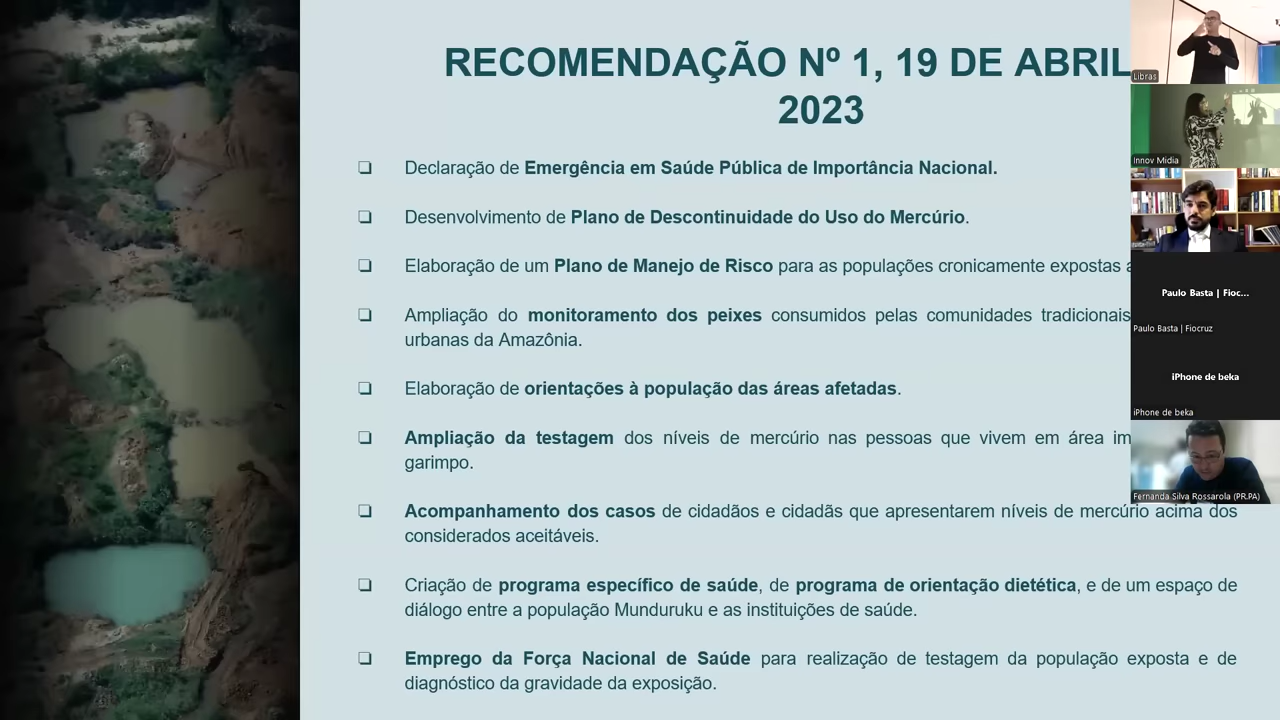 RECOMENDAÇÃO Nº 1, 19 DE ABRIL
2023
❏ Declaração de Emergência em Saúde Pública de Importância Nacional.
❏ Desenvolvimento de Plano de Descontinuidade do Uso do Mercúrio.
❏ Elaboração de um Plano de Manejo de Risco para as populações cronicamente expostas
❏ Ampliação do monitoramento dos peixes consumidos pelas comunidades tradicionais
urbanas da Amazônia.
❏ Elaboração de orientações à população das áreas afetadas.
❏ Ampliação da testagem dos níveis de mercúrio nas pessoas que vivem em área im
garimpo.
❏ Acompanhamento dos casos de cidadãos e cidadãs que apresentarem níveis de mercúrio acima dos
considerados aceitáveis.
❏ Criação de programa específico de saúde, de programa de orientação dietética, e de um espaço de
diálogo entre a população Munduruku e as instituições de saúde.
❏ Emprego da Força Nacional de Saúde para realização de testagem da população exposta e de
diagnóstico da gravidade da exposição.
Libras
Innov Midia
Paulo Basta | Fioc...
Paulo Basta | Fiocruz
iPhone de beka
iPhone de beka
Fernanda Silva Rossarola (PR.PA)